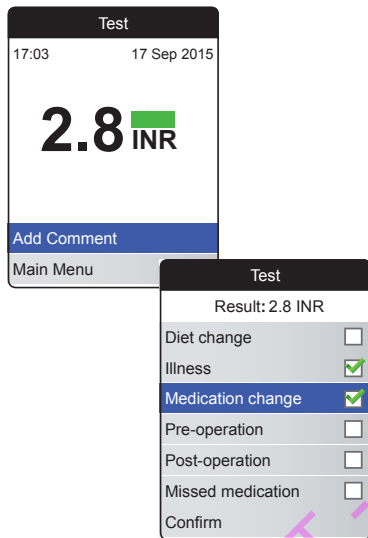 Test
17:03 17 Sep 2015
2.8 INR
Add Comment
Main Menu
Test
Result: 2.8 INR
Diet change
Illness
Medication change
Pre-operation
Post-operation
Missed medication
Confirm